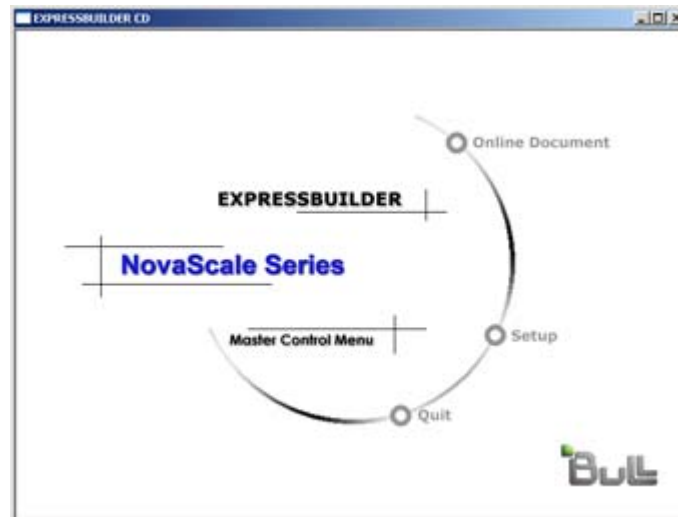 EXPRESSBUILDER CD
Online Document
EXPRESSBUILDER
NovaScale Series
Master Control Menu
Setup
Quit
Bull